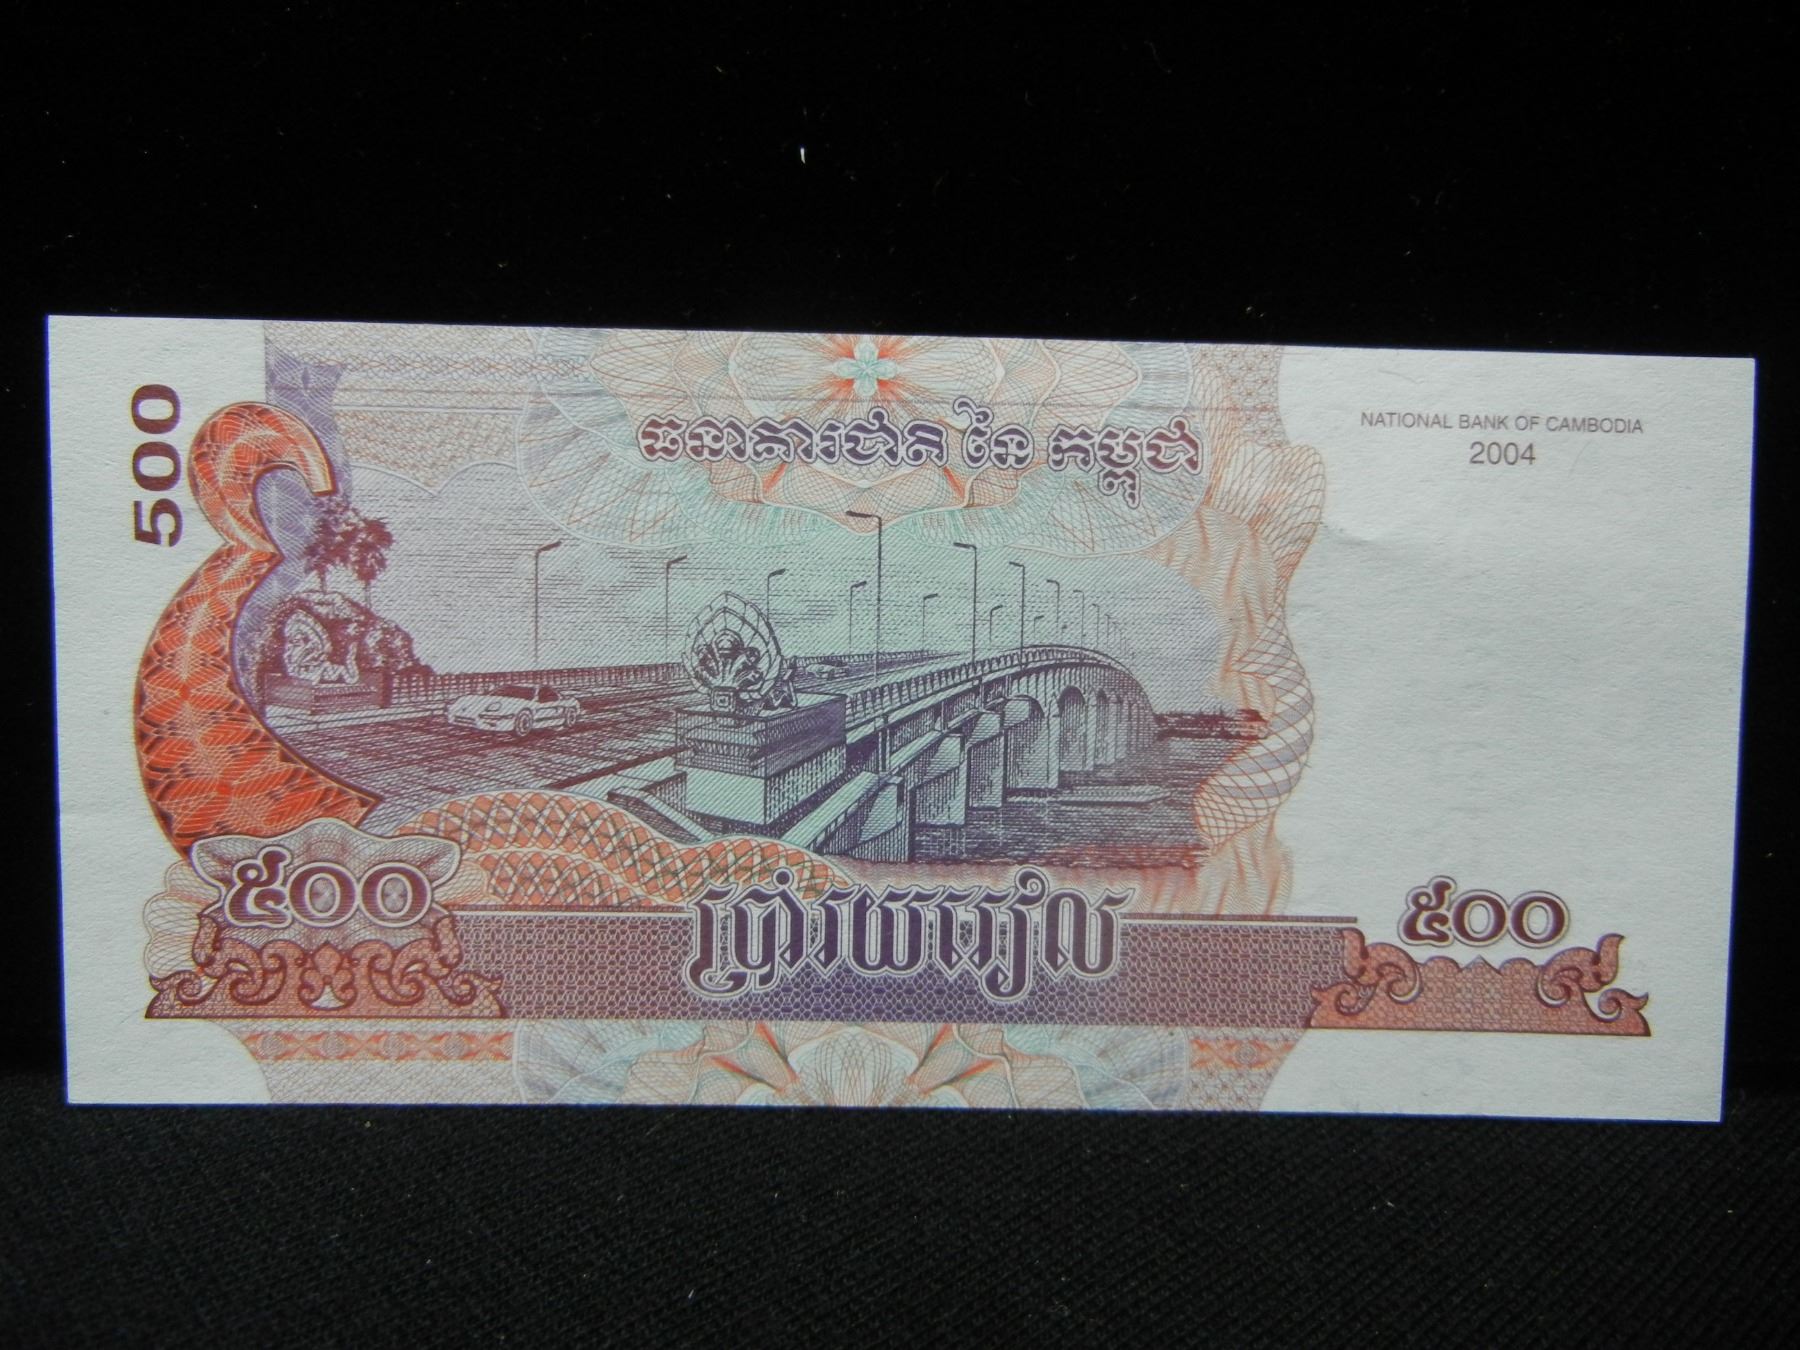 500
ធនាគារជាតិ នៃ កម្ពុជា
NATIONAL BANK OF CAMBODIA
2004
៥០០
ប្រាំរយរៀល
៥០០